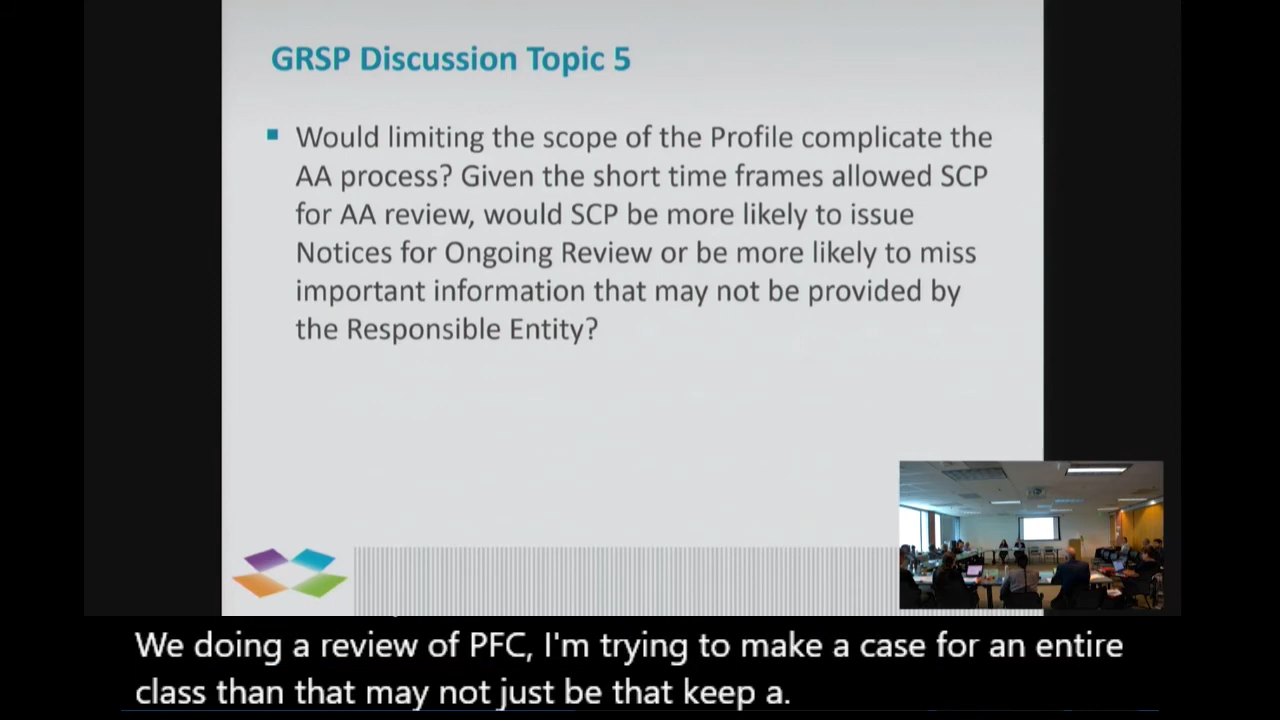 GRSP Discussion Topic 5
Would limiting the scope of the Profile complicate the
AA process? Given the short time frames allowed SCP
for AA review, would SCP be more likely to issue
Notices for Ongoing Review or be more likely to miss
important information that may not be provided by
the Responsible Entity?
We doing a review of PFC, I'm trying to make a case for an entire
class than that may not just be that keep a.